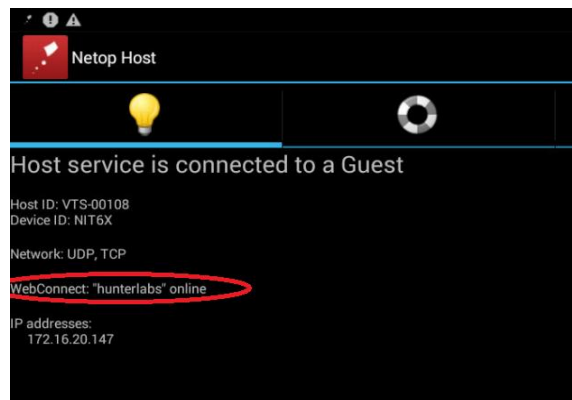 Netop Host
Host service is connected to a Guest
Host ID: VTS-00108
Device ID: NIT6X
Network: UDP, TCP
WebConnect: "hunterlabs" online
IP addresses:
172.16.20.147